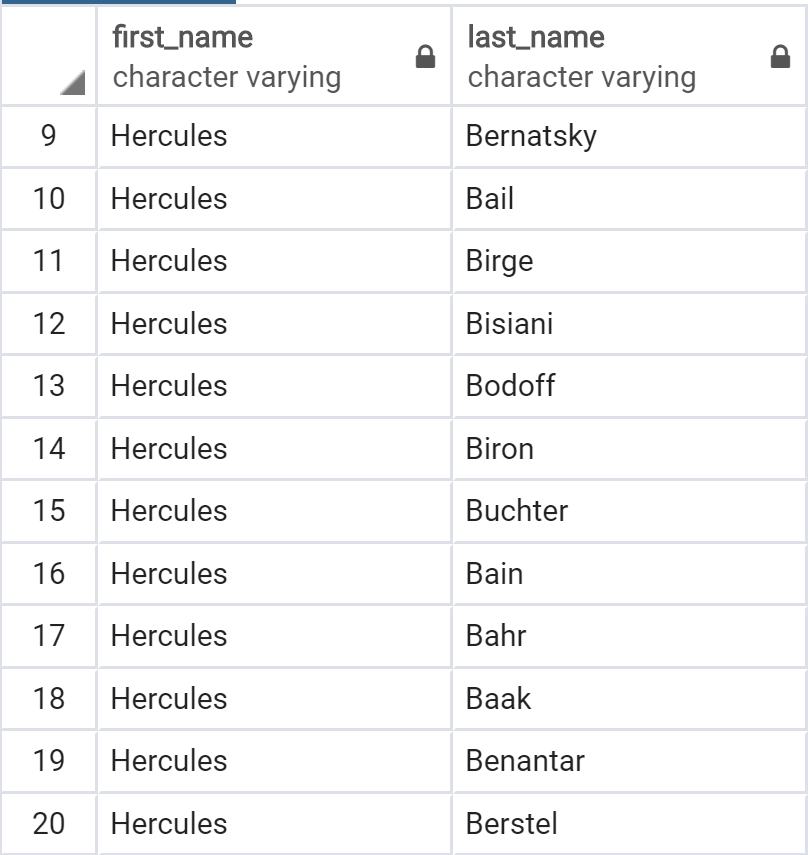 first_name last_name
character varying character varying
9 Hercules Bernatsky
10 Hercules Bail
11 Hercules Birge
12 Hercules Bisiani
13 Hercules Bodoff
14 Hercules Biron
15 Hercules Buchter
16 Hercules Bain
17 Hercules Bahr
18 Hercules Baak
19 Hercules Benantar
20 Hercules Berstel